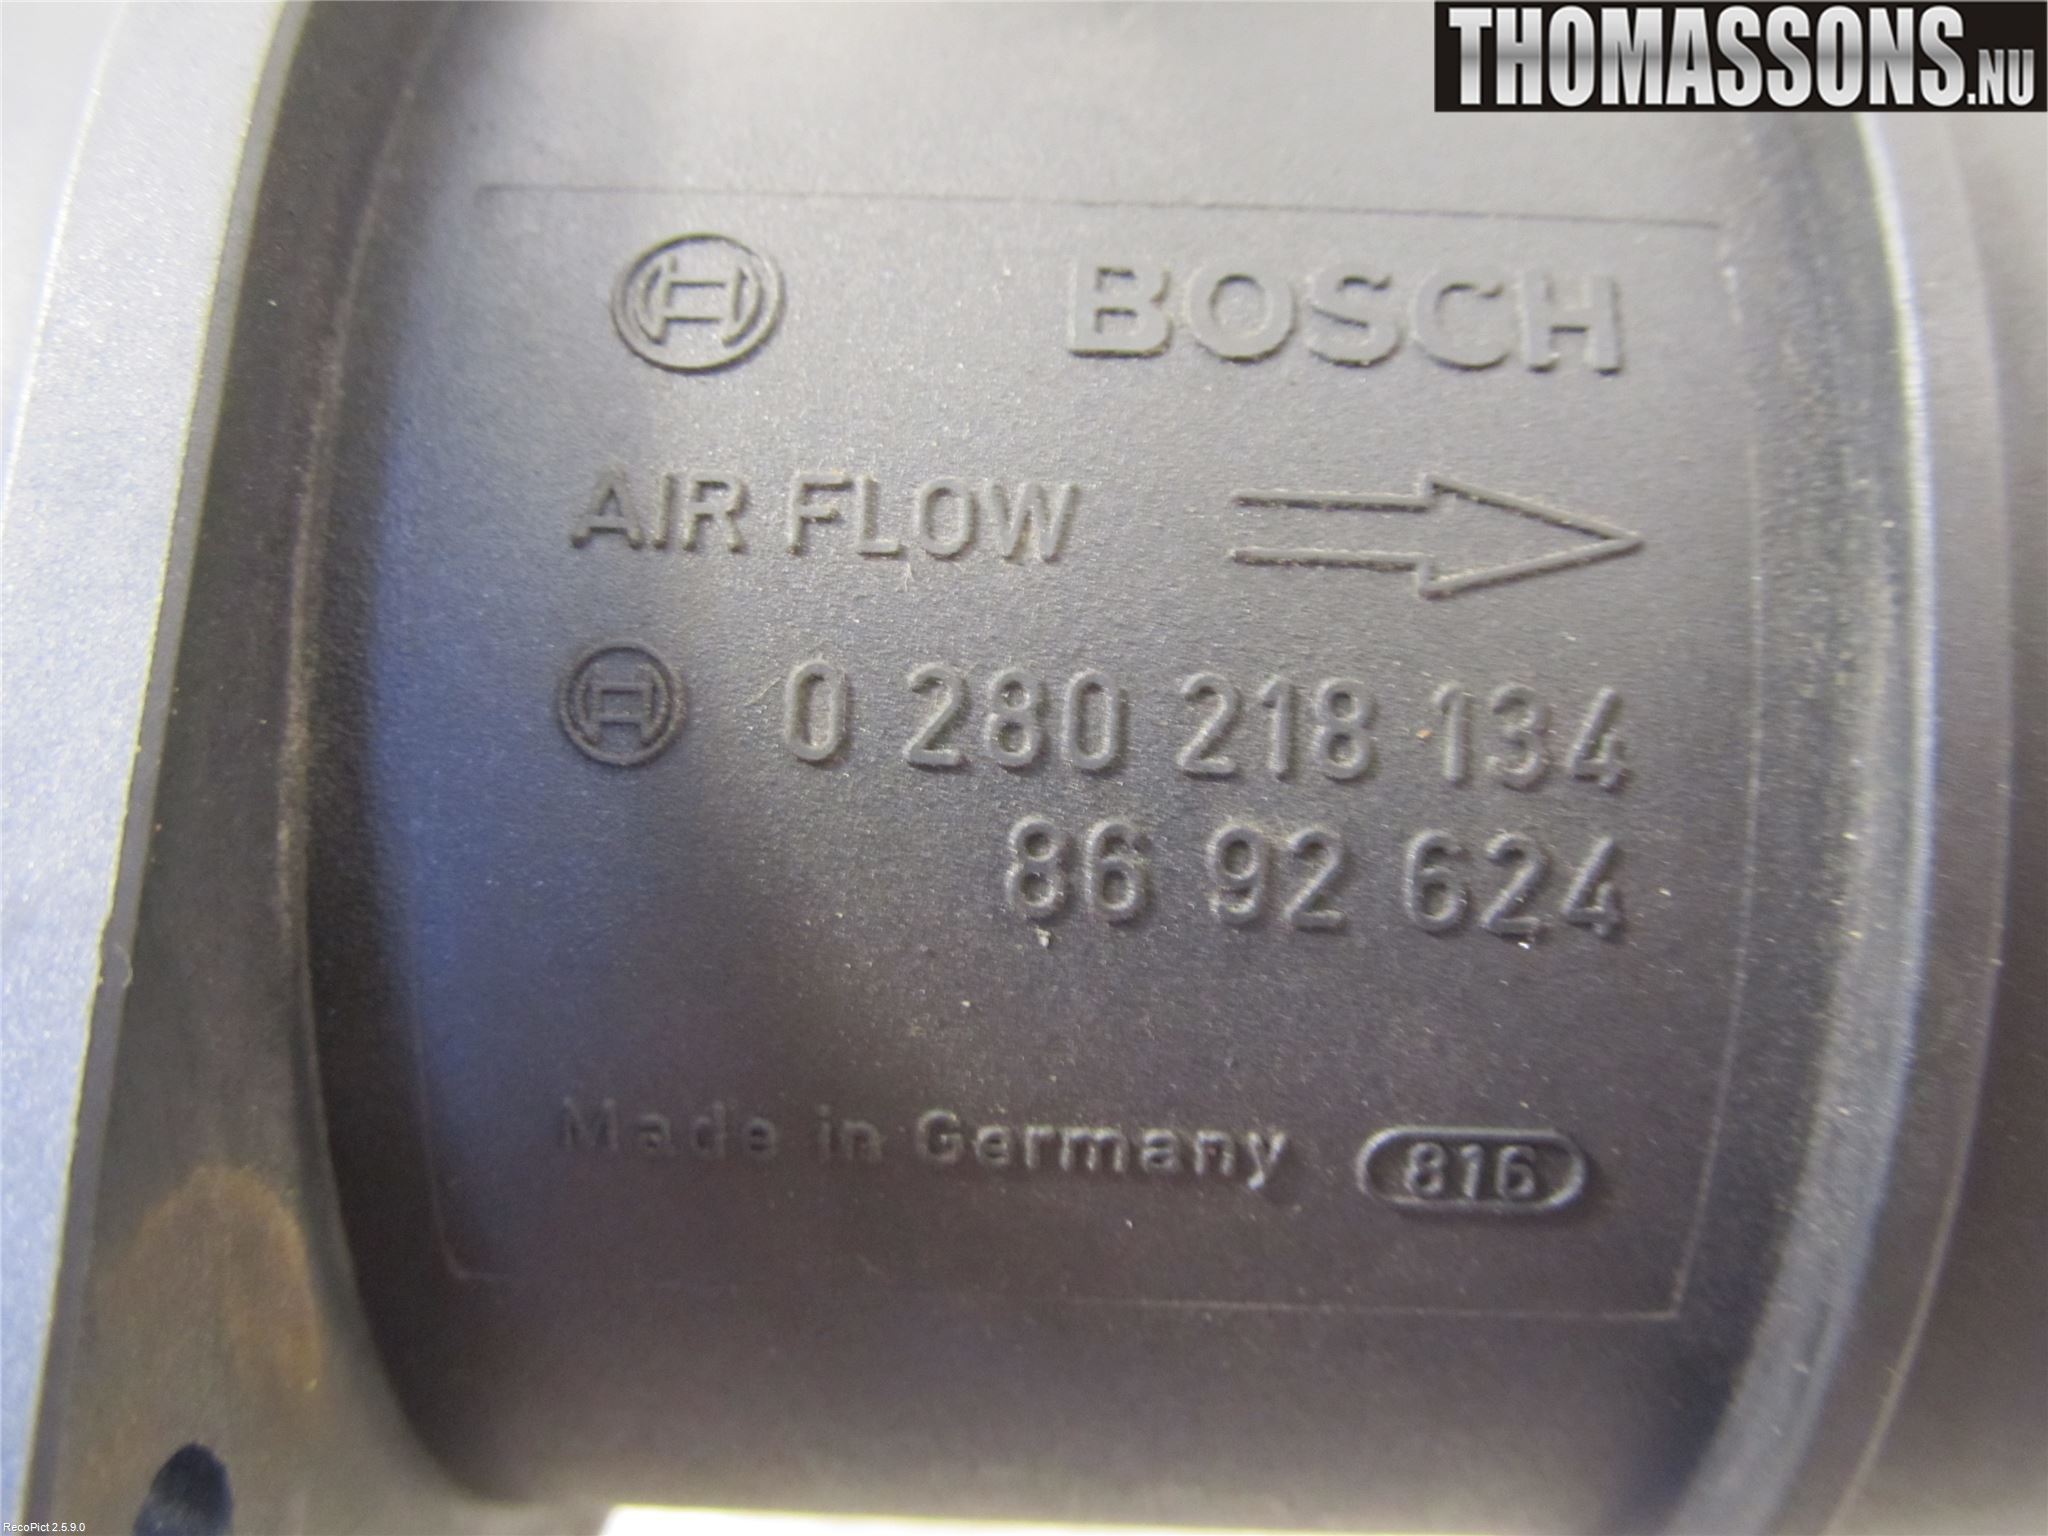 THOMASSONS.NU
BOSCH
AIR FLOW
0 280 218 134
86 92 624
Made in Germany 816
RecoPict 2.5.9.0